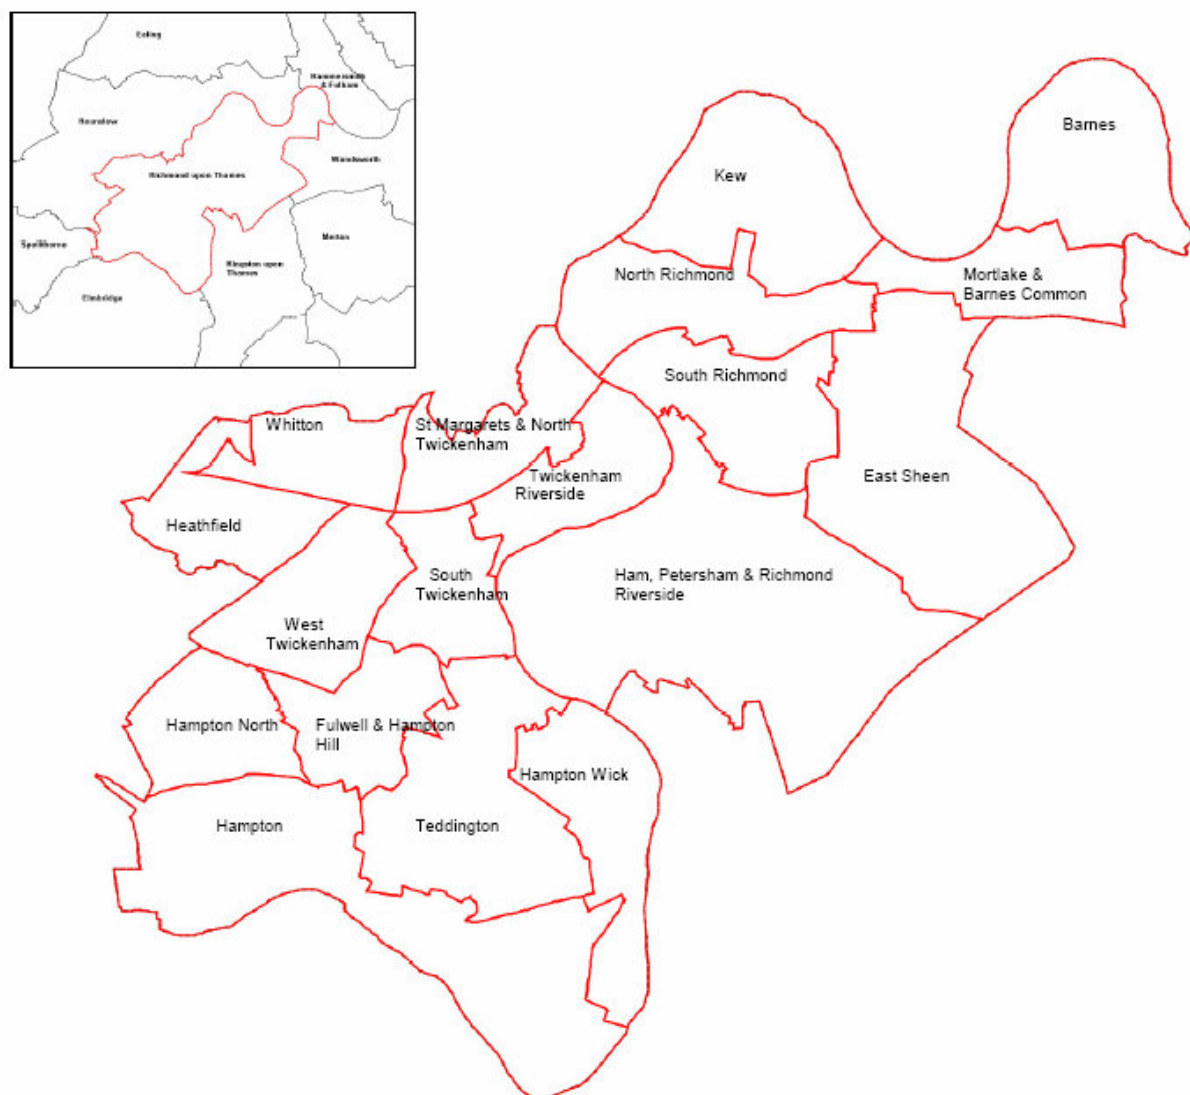 Ealing
Hammersmith
& Fulham
Hounslow
Wandsworth
Richmond upon Thames
Merton
Spelthorne
Kingston upon
Thames
Elmbridge
Barnes
Kew
North Richmond
Mortlake &
Barnes Common
South Richmond
Whitton
St Margarets & North
Twickenham
Twickenham
Riverside
East Sheen
Heathfield
South
Twickenham
Ham, Petersham & Richmond
Riverside
West
Twickenham
Hampton North
Fulwell & Hampton
Hill
Hampton Wick
Hampton
Teddington